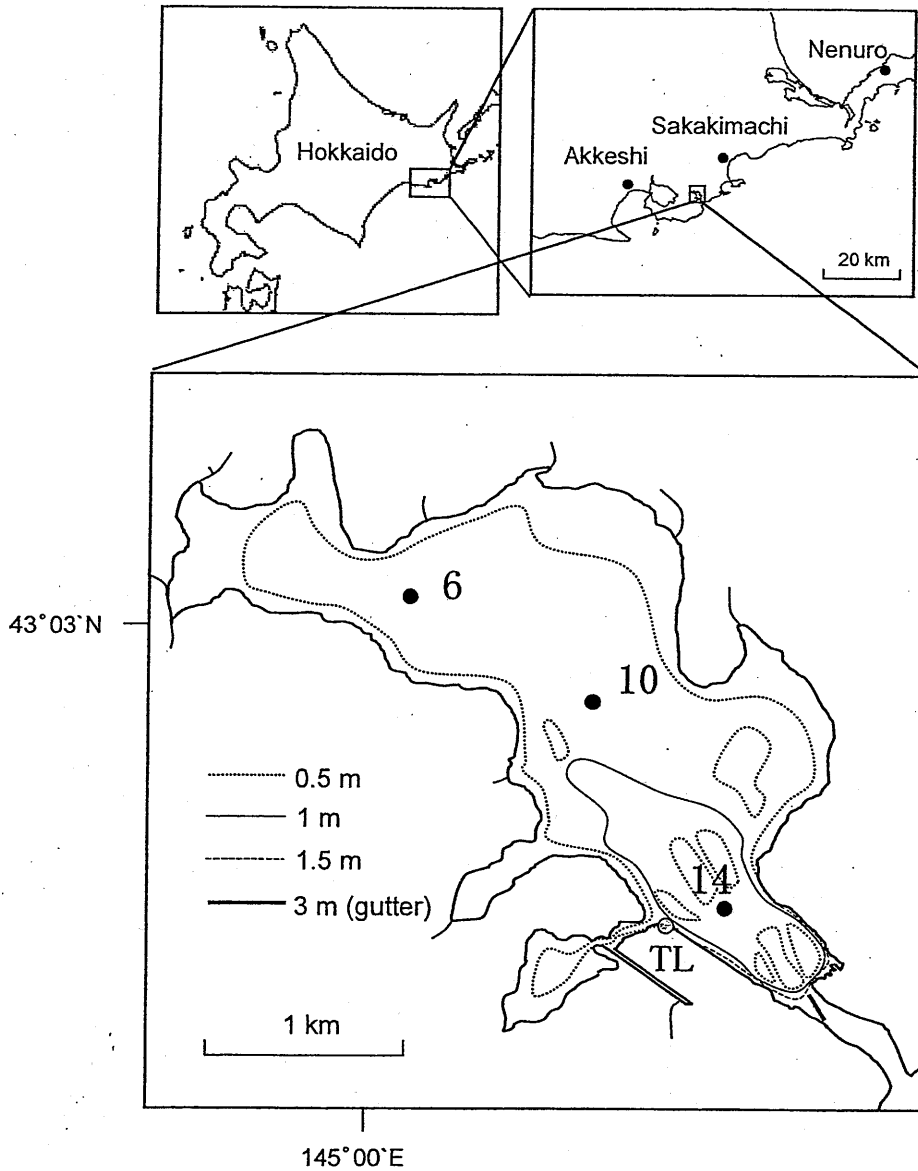 Hokkaido
Nenuro
Sakakimachi
Akkeshi
20 km
6
43°03`N
10
0.5 m
1 m
1.5 m
3 m (gutter)
14
TL
1 km
145°00`E